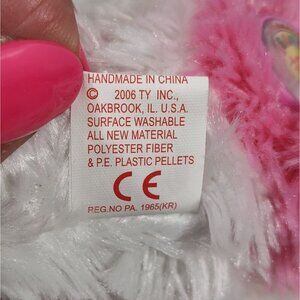 HANDMADE IN CHINA
© 2006 TY INC.,
OAKBROOK, IL. U.S.A.
SURFACE WASHABLE
ALL NEW MATERIAL
POLYESTER FIBER
& P.E. PLASTIC PELLETS
CE
REG.NO PA. 1965(KR)